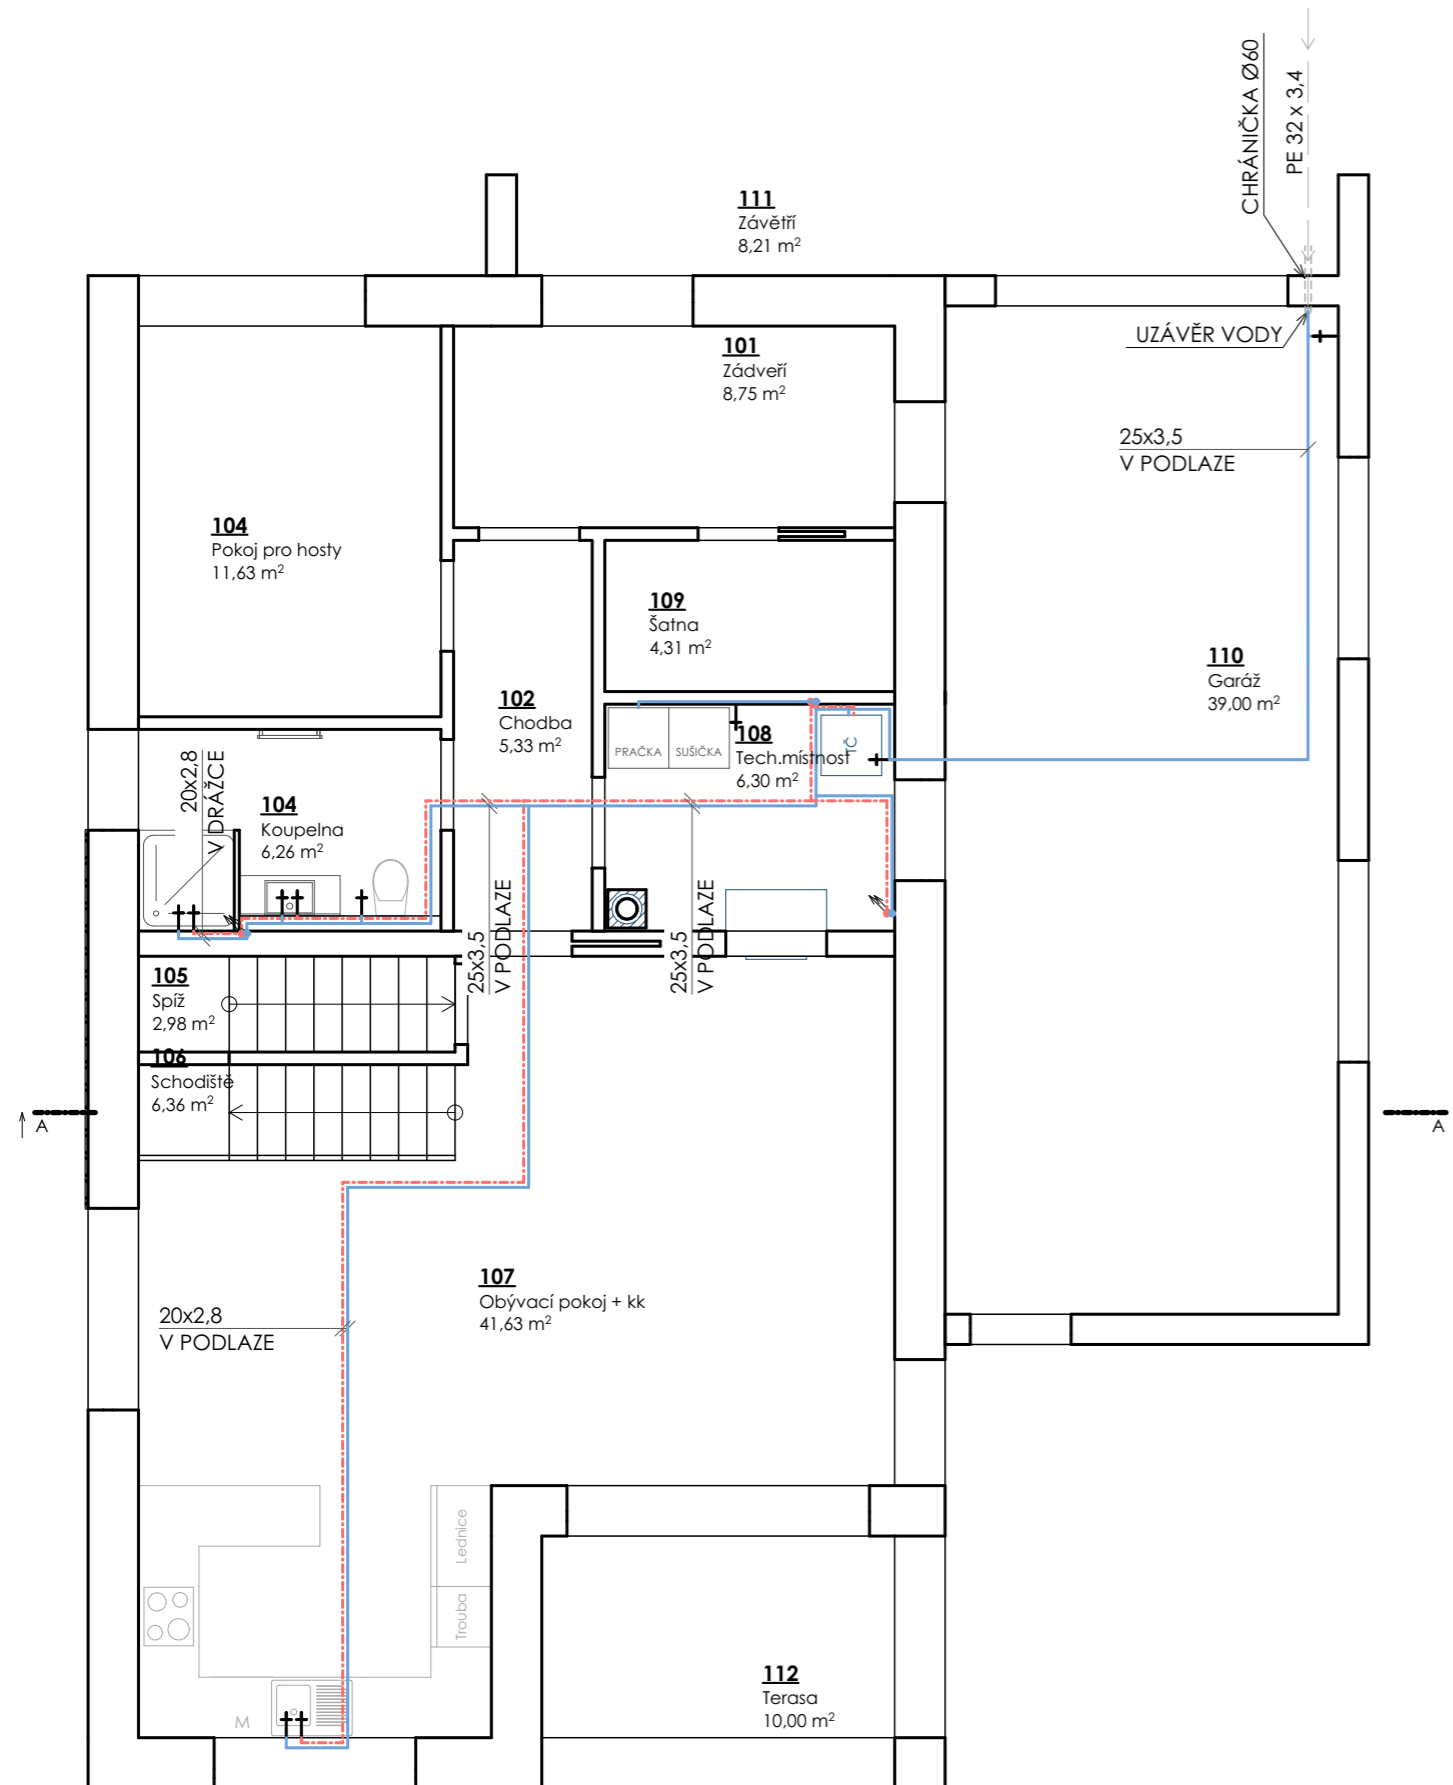 CHRÁNIČKA Ø60
PE 32 x 3,4
111
Závětří
8,21 m²
UZÁVĚR VODY
101
Zádveří
8,75 m²
25x3,5
V PODLAZE
104
Pokoj pro hosty
11,63 m²
109
Šatna
4,31 m²
110
Garáž
39,00 m²
102
Chodba
5,33 m²
PRAČKA
SUŠIČKA
108
Tech.místnost
6,30 m²
TČ
20x2,8
V DRÁŽCE
104
Koupelna
6,26 m²
25x3,5
V PODLAZE
25x3,5
V PODLAZE
105
Spíž
2,98 m²
106
Schodiště
6,36 m²
A
A
107
Obývací pokoj + kk
41,63 m²
20x2,8
V PODLAZE
Lednice
Trouba
M
112
Terasa
10,00 m²